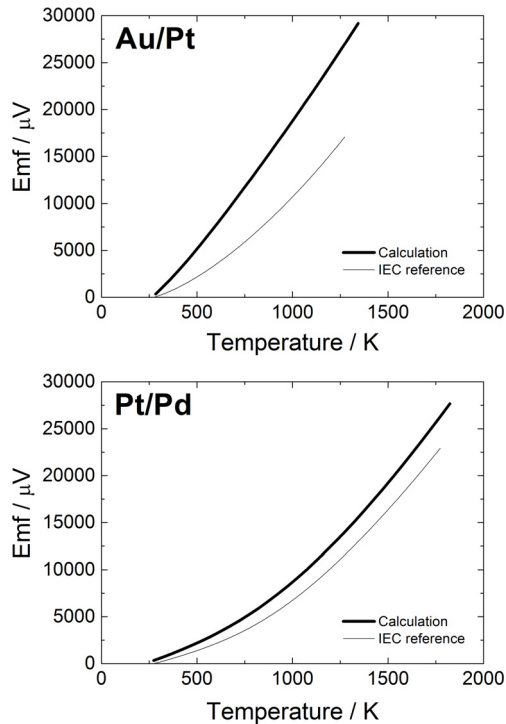 Au/Pt
30000
25000
20000
15000
10000
5000
0
Emf / μV
Calculation
IEC reference
0 500 1000 1500 2000
Temperature / K
Pt/Pd
30000
25000
20000
15000
10000
5000
0
Emf / μV
Calculation
IEC reference
0 500 1000 1500 2000
Temperature / K